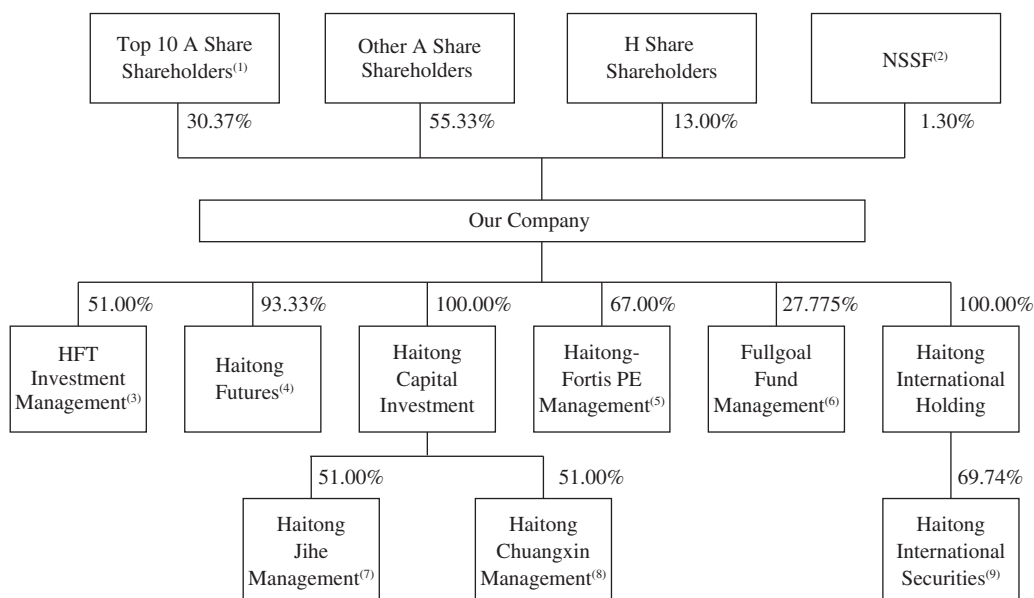 Top 10 A Share
Shareholders(1)
Other A Share
Shareholders
H Share
Shareholders
NSSF(2)
30.37%
55.33%
13.00%
1.30%
Our Company
51.00%
93.33%
100.00%
67.00%
27.775%
100.00%
HFT
Investment
Management(3)
Haitong
Futures(4)
Haitong
Capital
Investment
Haitong-
Fortis PE
Management(5)
Fullgoal
Fund
Management(6)
Haitong
International
Holding
51.00%
51.00%
69.74%
Haitong
Jihe
Management(7)
Haitong
Chuangxin
Management(8)
Haitong
International
Securities(9)